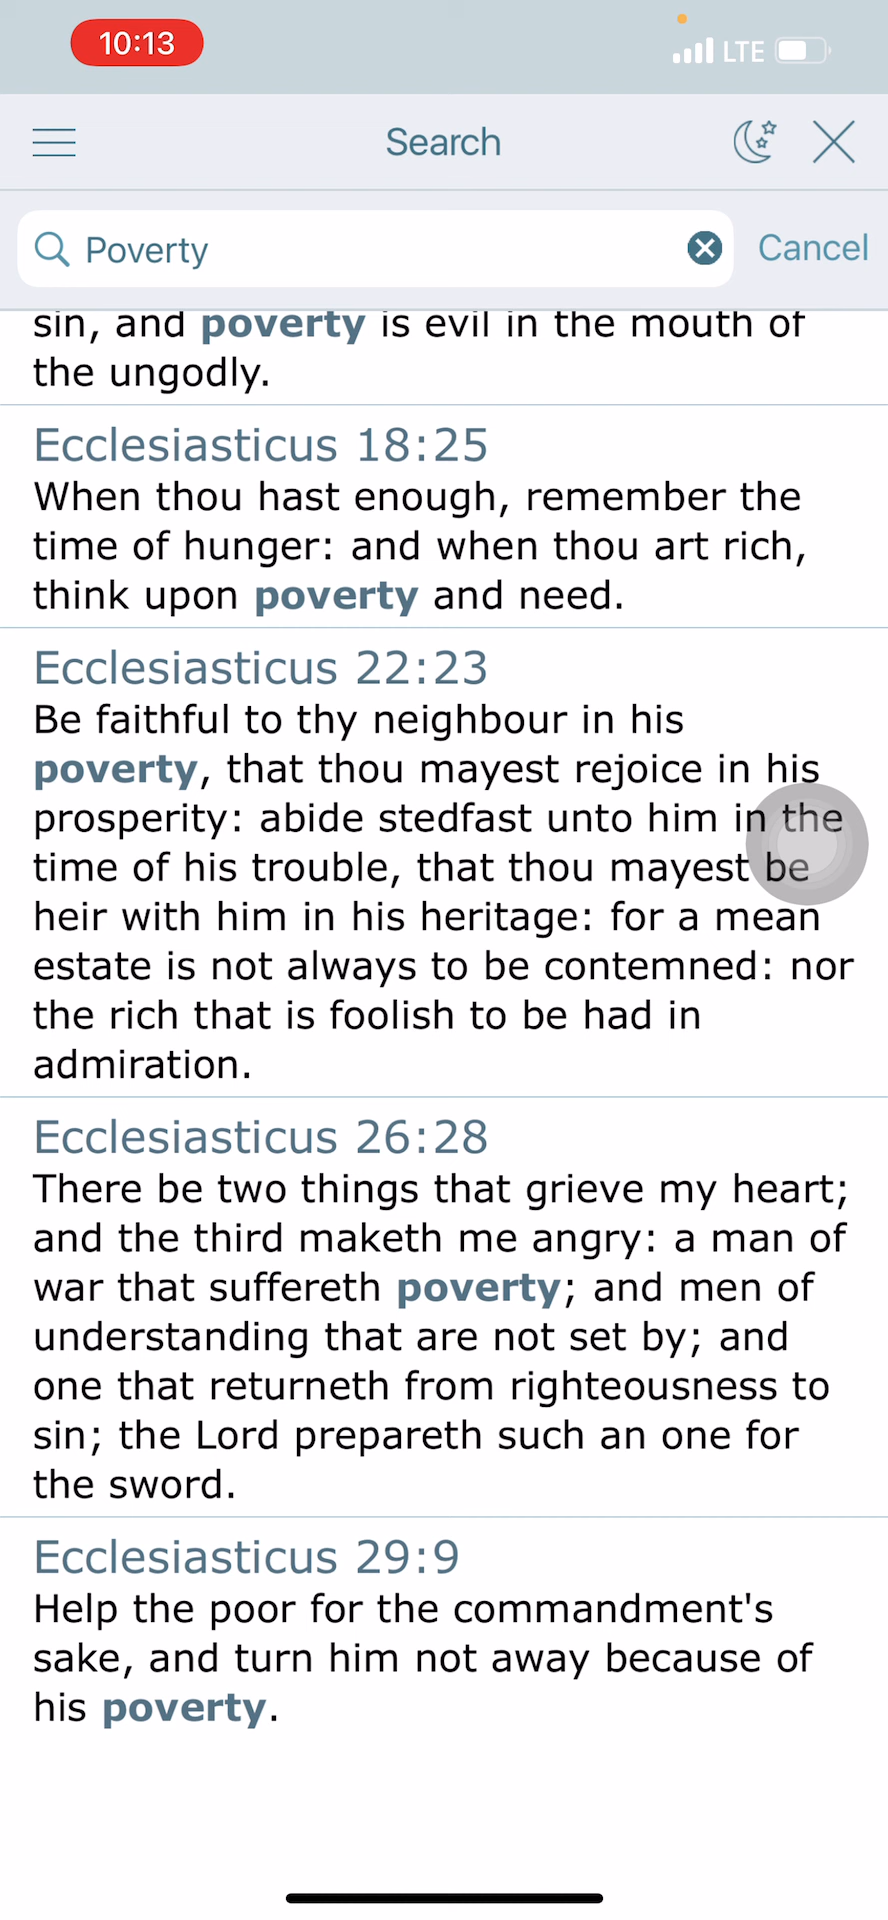 10:13
LTE
Search
Poverty
Cancel
sin, and poverty is evil in the mouth of
the ungodly.
Ecclesiasticus 18:25
When thou hast enough, remember the
time of hunger: and when thou art rich,
think upon poverty and need.
Ecclesiasticus 22:23
Be faithful to thy neighbour in his
poverty, that thou mayest rejoice in his
prosperity: abide stedfast unto him in the
time of his trouble, that thou mayest be
heir with him in his heritage: for a mean
estate is not always to be contemned: nor
the rich that is foolish to be had in
admiration.
Ecclesiasticus 26:28
There be two things that grieve my heart;
and the third maketh me angry: a man of
war that suffereth poverty; and men of
understanding that are not set by; and
one that returneth from righteousness to
sin; the Lord prepareth such an one for
the sword.
Ecclesiasticus 29:9
Help the poor for the commandment's
sake, and turn him not away because of
his poverty.